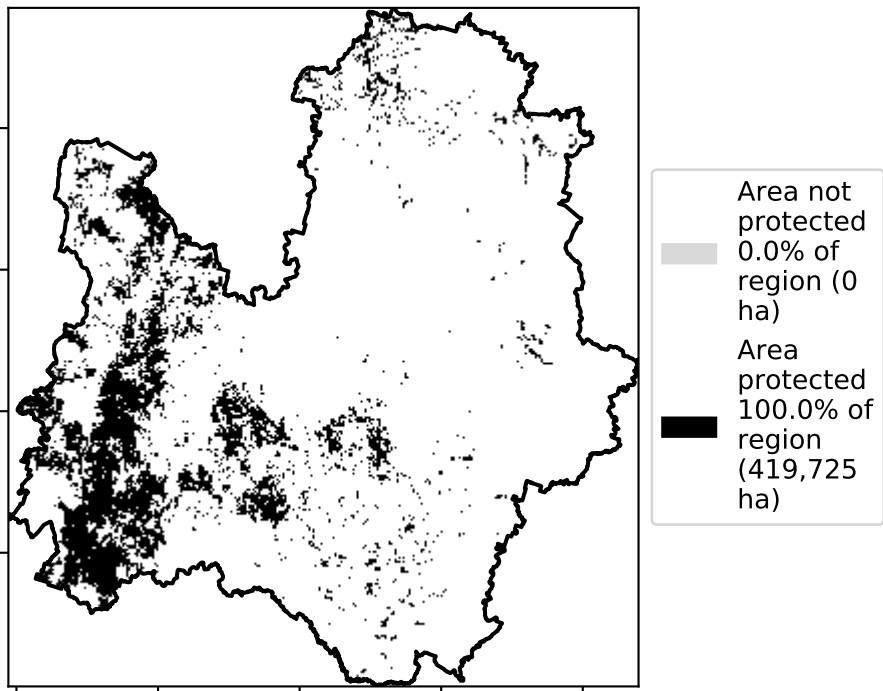 Area not
protected
0.0% of
region (0
ha)
Area
protected
100.0% of
region
(419,725
ha)